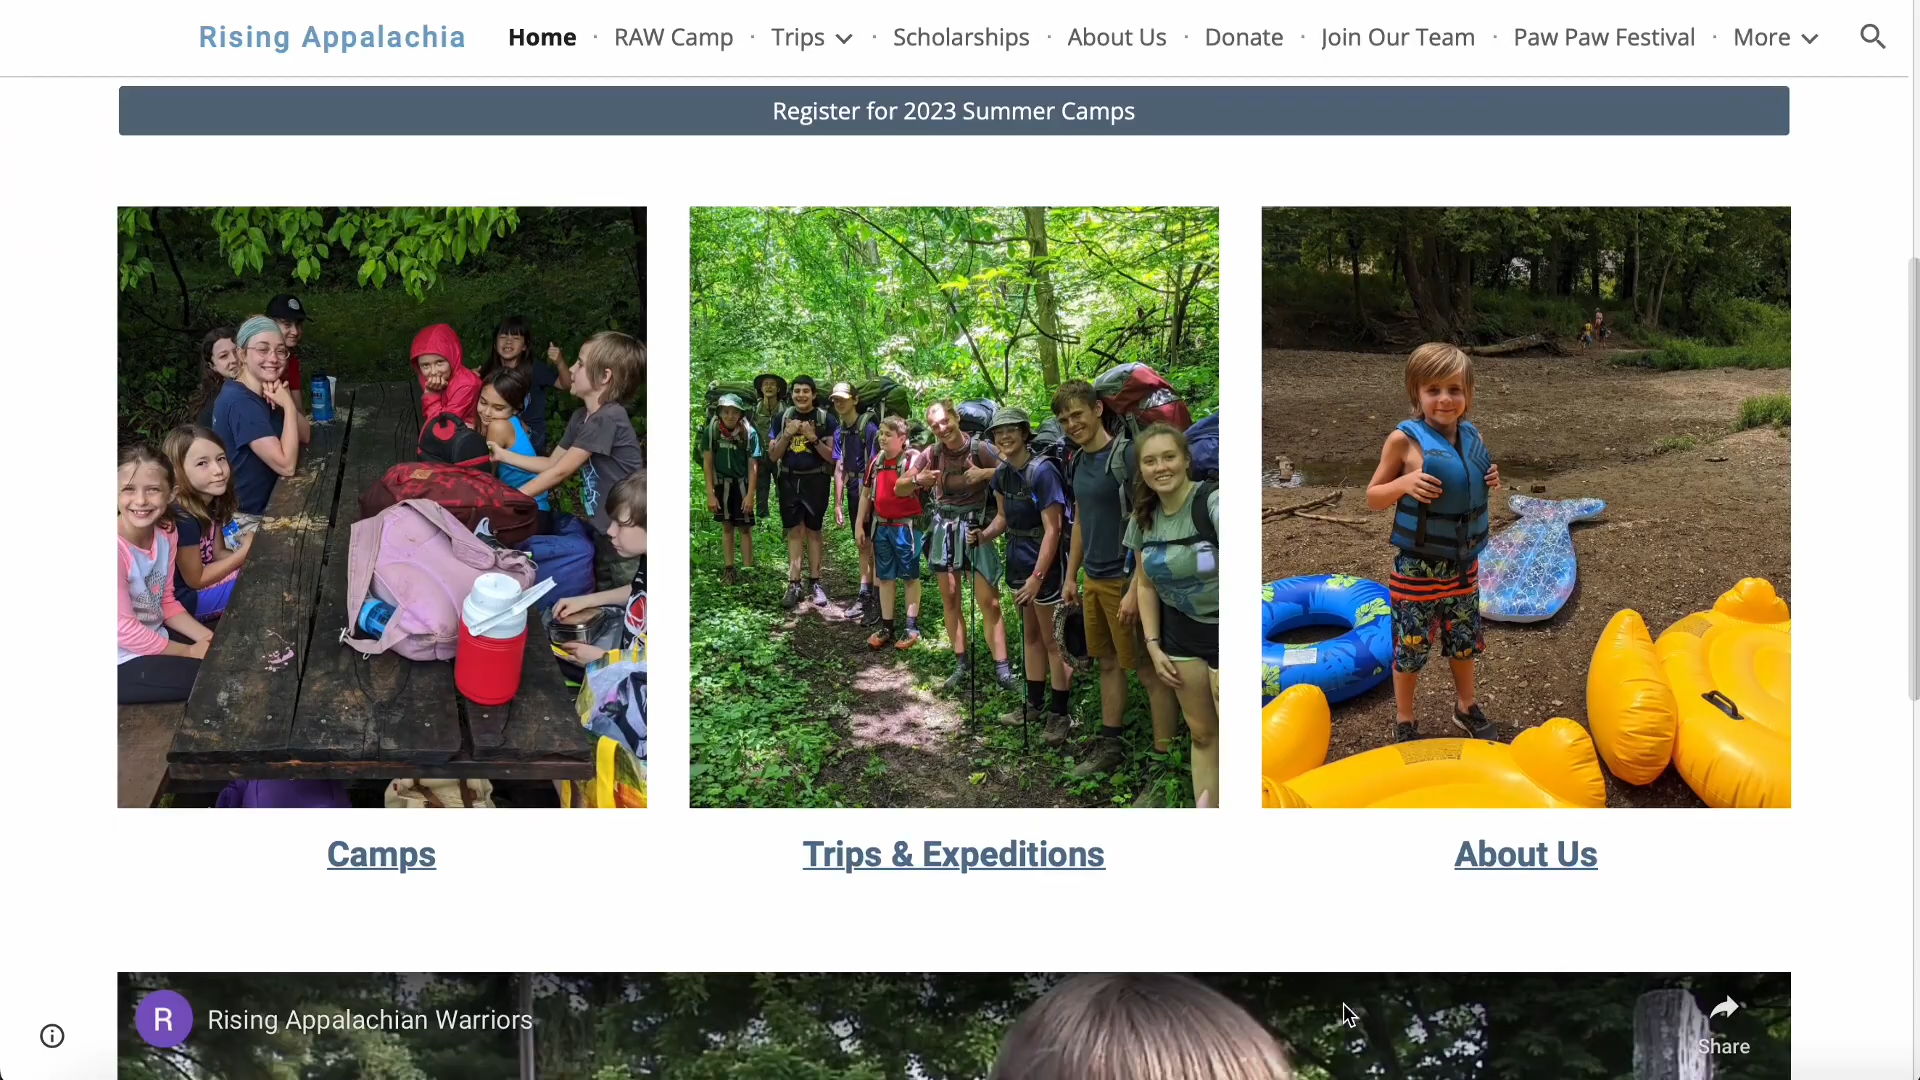 Rising Appalachia Home · RAW Camp · Trips · Scholarships · About Us · Donate · Join Our Team · Paw Paw Festival · More
Register for 2023 Summer Camps
Camps Trips & Expeditions About Us
R Rising Appalachian Warriors
Share